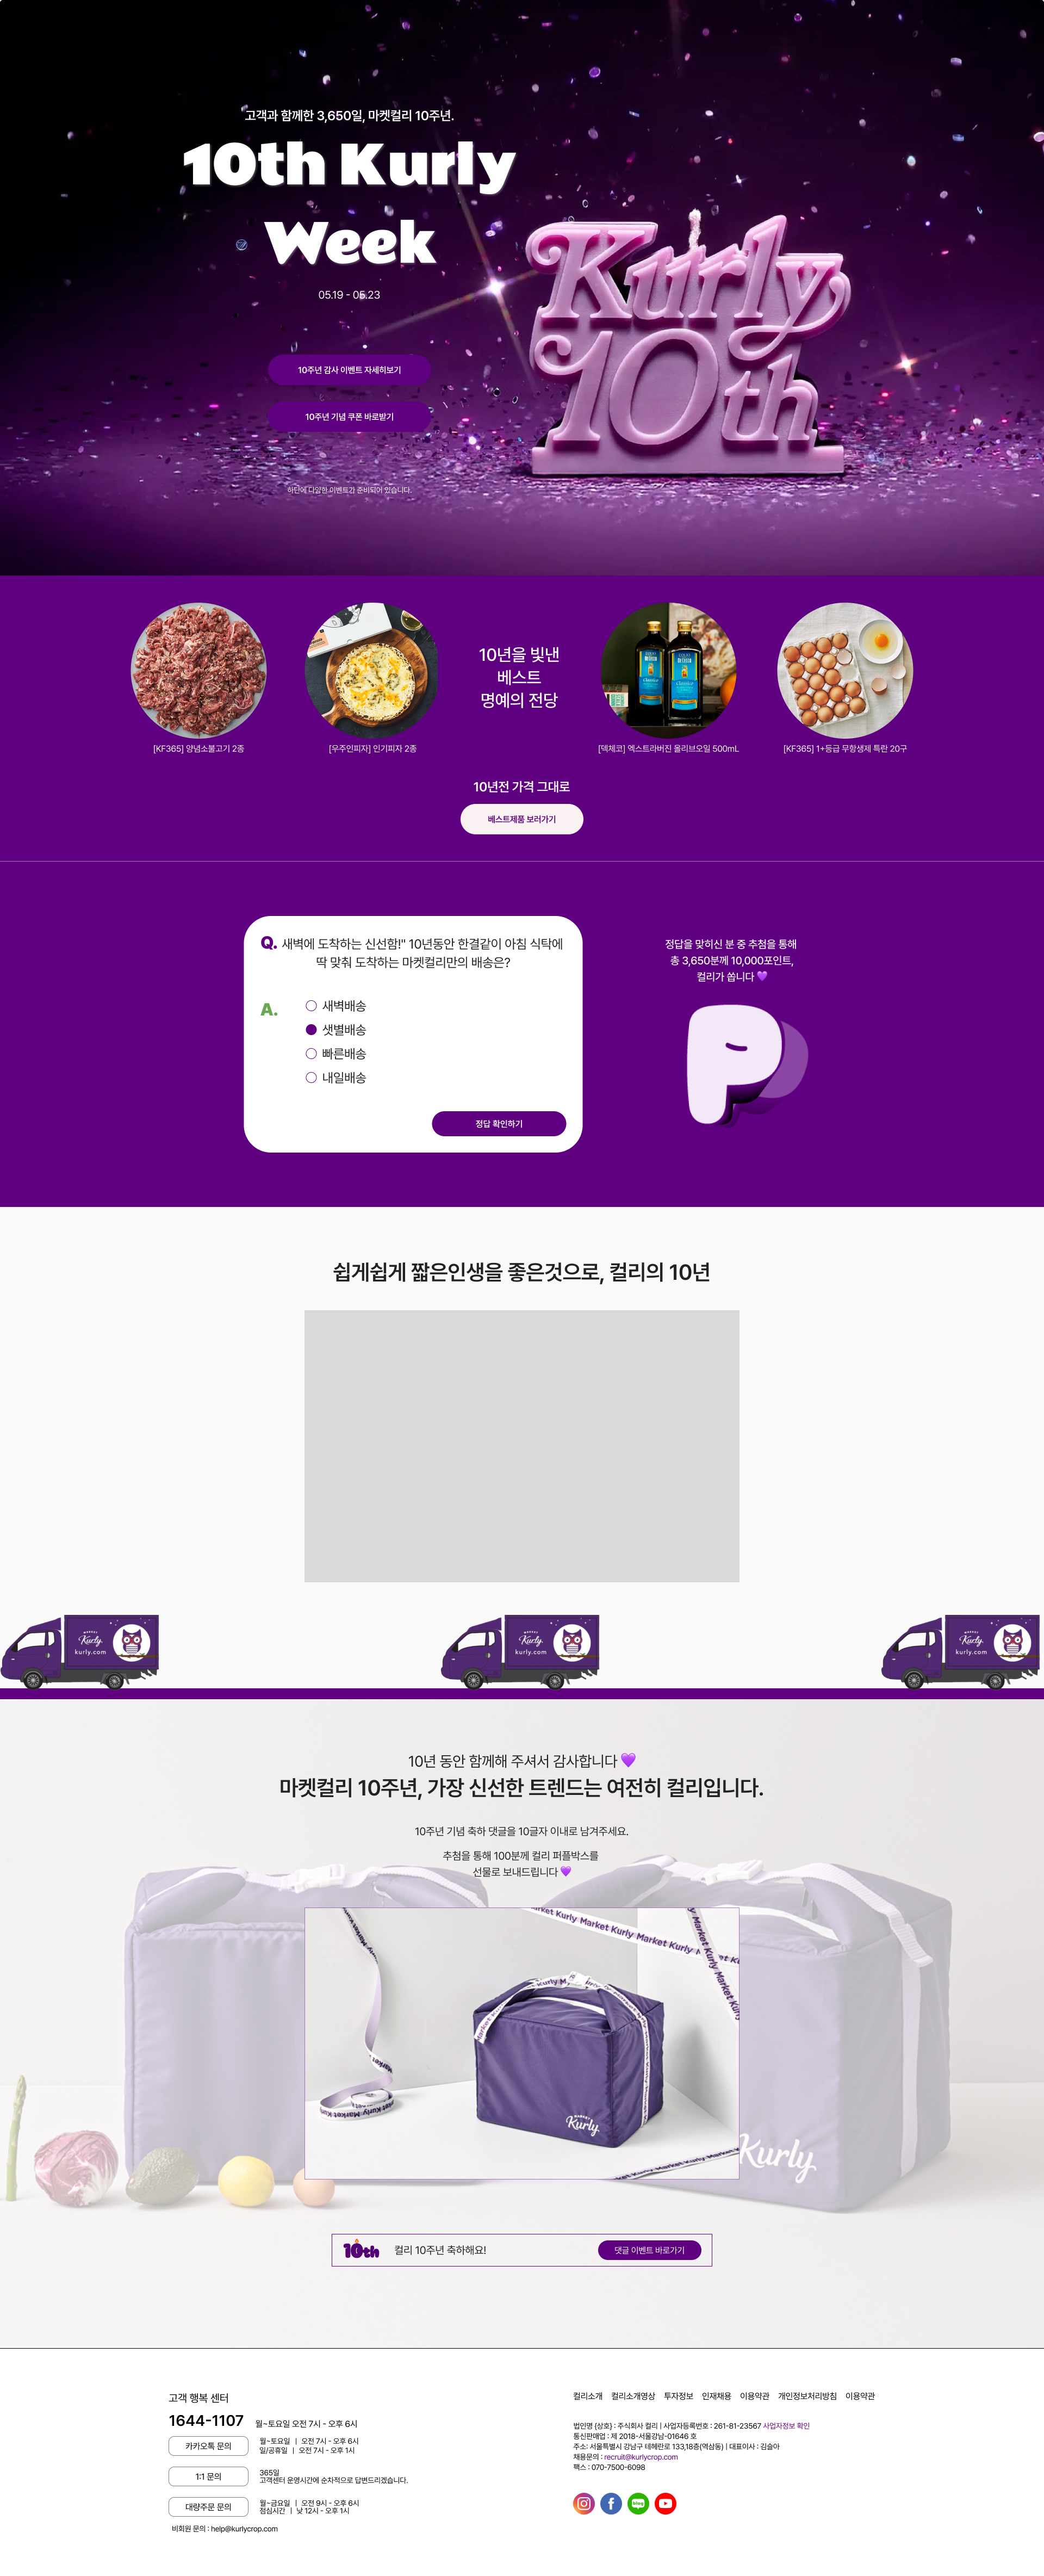 고객과 함께한 3,650일, 마켓컬리 10주년.
10th Kurly
Week
05.19 - 05.23
Kurly
10th
10주년 감사 이벤트 자세히보기
10주년 기념 쿠폰 바로받기
하단에 다양한 이벤트가 준비되어 있습니다.
10년을 빛낸
베스트
명예의 전당
[KF365] 양념소불고기 2종
[우주인피자] 인기피자 2종
[덱체코] 엑스트라버진 올리브오일 500mL
[KF365] 1+등급 무항생제 특란 20구
10년전 가격 그대로
베스트제품 보러가기
Q. 새벽에 도착하는 신선함!" 10년동안 한결같이 아침 식탁에
딱 맞춰 도착하는 마켓컬리만의 배송은?
A.
새벽배송
샛별배송
빠른배송
내일배송
정답 확인하기
정답을 맞히신 분 중 추첨을 통해
총 3,650분께 10,000포인트,
컬리가 쏩니다 💜
P
쉽게쉽게 짧은인생을 좋은것으로, 컬리의 10년
MARKET Kurly. kurly.com
MARKET Kurly. kurly.com
MARKET Kurly. kurly.com
10년 동안 함께해 주셔서 감사합니다 💜
마켓컬리 10주년, 가장 신선한 트렌드는 여전히 컬리입니다.
10주년 기념 축하 댓글을 10글자 이내로 남겨주세요.
추첨을 통해 100분께 컬리 퍼플박스를
선물로 보내드립니다 💜
Market Kurly Market Kurly Market Kurly
MARKET Kurly.
Kurly
10th 컬리 10주년 축하해요! 댓글 이벤트 바로가기
고객 행복 센터
1644-1107 월~토요일 오전 7시 - 오후 6시
카카오톡 문의
월~토요일 | 오전 7시 - 오후 6시
일/공휴일 | 오전 7시 - 오후 1시
1:1 문의
365일
고객센터 운영시간에 순차적으로 답변드리겠습니다.
대량주문 문의
월~금요일 | 오전 9시 - 오후 6시
점심시간 | 낮 12시 - 오후 1시
비회원 문의 : help@kurlycrop.com
컬리소개 컬리소개영상 투자정보 인재채용 이용약관 개인정보처리방침 이용약관
법인명 (상호) : 주식회사 컬리 | 사업자등록번호 : 261-81-23567 사업자정보 확인
통신판매업 : 제 2018-서울강남-01646 호
주소: 서울특별시 강남구 테헤란로 133,18층(역삼동) | 대표이사 : 김슬아
채용문의 : recruit@kurlycrop.com
팩스 : 070-7500-6098
blog